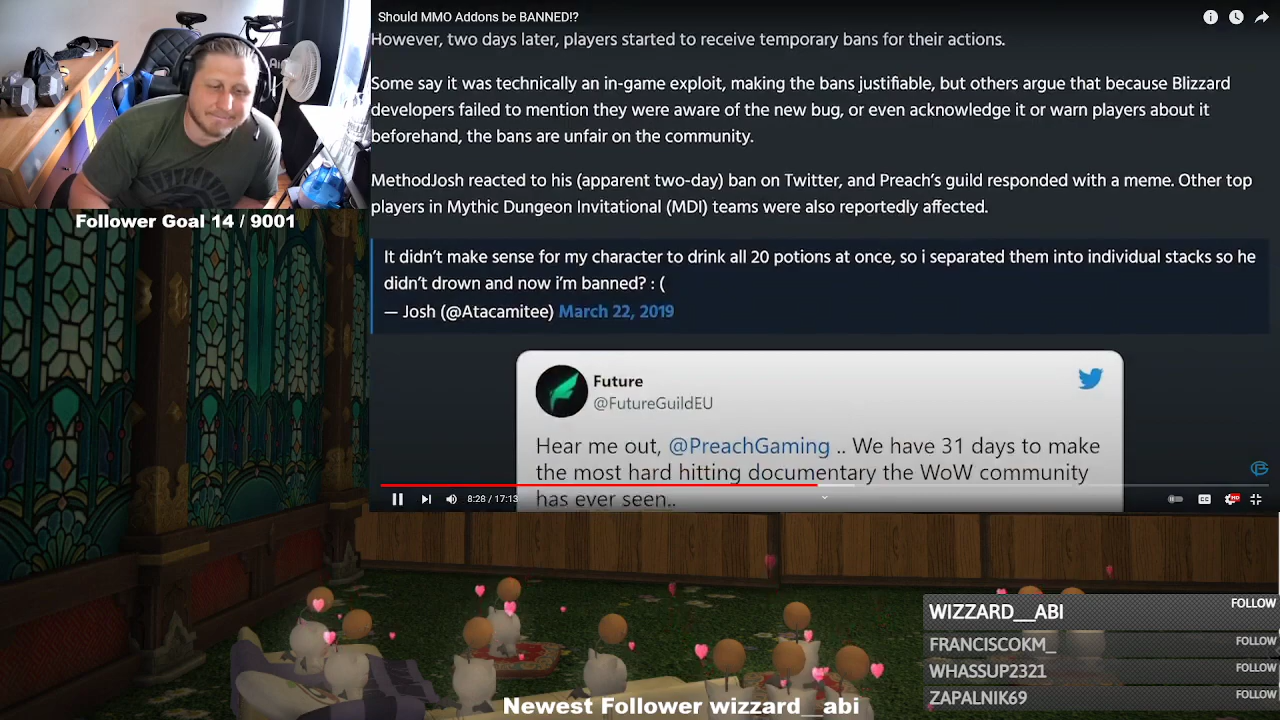 Should MMO Addons be BANNED!?
However, two days later, players started to receive temporary bans for their actions.
Some say it was technically an in-game exploit, making the bans justifiable, but others argue that because Blizzard
developers failed to mention they were aware of the new bug, or even acknowledge it or warn players about it
beforehand, the bans are unfair on the community.
MethodJosh reacted to his (apparent two-day) ban on Twitter, and Preach's guild responded with a meme. Other top
players in Mythic Dungeon Invitational (MDI) teams were also reportedly affected.
Follower Goal 14 / 9001
It didn't make sense for my character to drink all 20 potions at once, so i separated them into individual stacks so he
didn't drown and now i'm banned? : (
— Josh (@Atacamitee) March 22, 2019
Future
@FutureGuildEU
Hear me out, @PreachGaming .. We have 31 days to make
the most hard hitting documentary the WoW community
has ever seen..
8:28 / 17:13
CC
HD
WIZZARD__ABI FOLLOW
FRANCISCOKM_ FOLLOW
WHASSUP2321 FOLLOW
ZAPALNIK69 FOLLOW
Newest Follower wizzard__abi